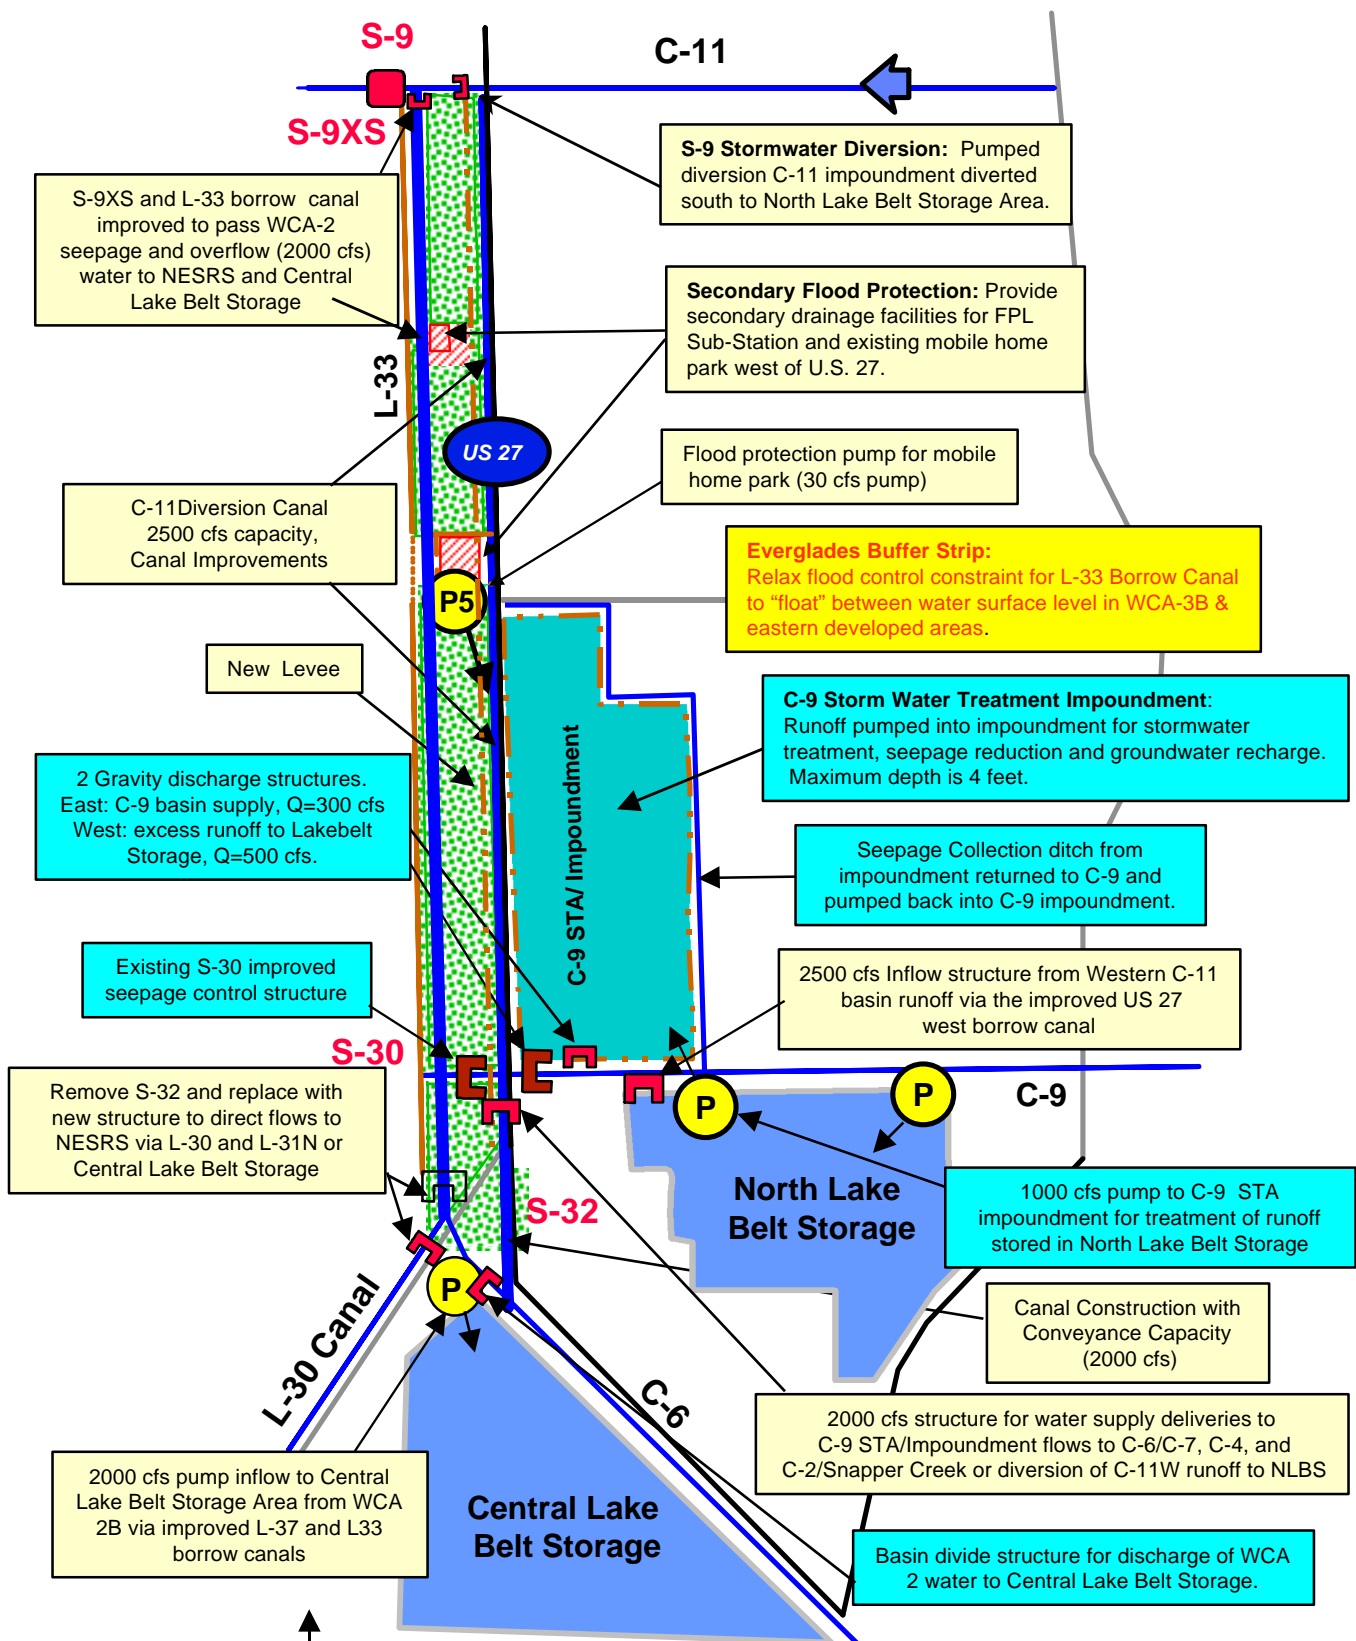 S-9
C-11
S-9XS
S-9 Stormwater Diversion: Pumped
diversion C-11 impoundment diverted
south to North Lake Belt Storage Area.
S-9XS and L-33 borrow canal
improved to pass WCA-2
seepage and overflow (2000 cfs)
water to NESRS and Central
Lake Belt Storage
Secondary Flood Protection: Provide
secondary drainage facilities for FPL
Sub-Station and existing mobile home
park west of U.S. 27.
L-33
US 27
Flood protection pump for mobile
home park (30 cfs pump)
C-11Diversion Canal
2500 cfs capacity,
Canal Improvements
Everglades Buffer Strip:
Relax flood control constraint for L-33 Borrow Canal
to “float” between water surface level in WCA-3B &
eastern developed areas.
P5
New Levee
C-9 Storm Water Treatment Impoundment:
Runoff pumped into impoundment for stormwater
treatment, seepage reduction and groundwater recharge.
Maximum depth is 4 feet.
2 Gravity discharge structures.
East: C-9 basin supply, Q=300 cfs
West: excess runoff to Lakebelt
Storage, Q=500 cfs.
C-9 STA/ Impoundment
Seepage Collection ditch from
impoundment returned to C-9 and
pumped back into C-9 impoundment.
Existing S-30 improved
seepage control structure
2500 cfs Inflow structure from Western C-11
basin runoff via the improved US 27
west borrow canal
S-30
Remove S-32 and replace with
new structure to direct flows to
NESRS via L-30 and L-31N or
Central Lake Belt Storage
P
P
C-9
North Lake
Belt Storage
1000 cfs pump to C-9 STA
impoundment for treatment of runoff
stored in North Lake Belt Storage
S-32
P
Canal Construction with
Conveyance Capacity
(2000 cfs)
L-30 Canal
C-6
2000 cfs structure for water supply deliveries to
C-9 STA/Impoundment flows to C-6/C-7, C-4, and
C-2/Snapper Creek or diversion of C-11W runoff to NLBS
2000 cfs pump inflow to Central
Lake Belt Storage Area from WCA
2B via improved L-37 and L33
borrow canals
Central Lake
Belt Storage
Basin divide structure for discharge of WCA
2 water to Central Lake Belt Storage.